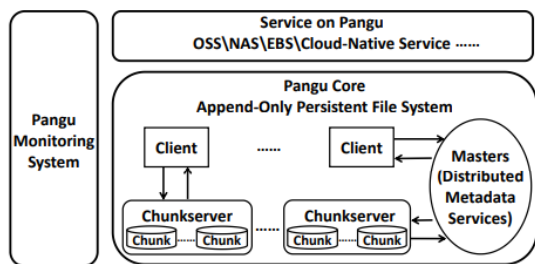 Pangu
Monitoring
System
Service on Pangu
OSS\NAS\EBS\Cloud-Native Service ......
Pangu Core
Append-Only Persistent File System
Client
......
Client
Masters
(Distributed
Metadata
Services)
Chunkserver
Chunk ...... Chunk
......
Chunkserver
Chunk ...... Chunk